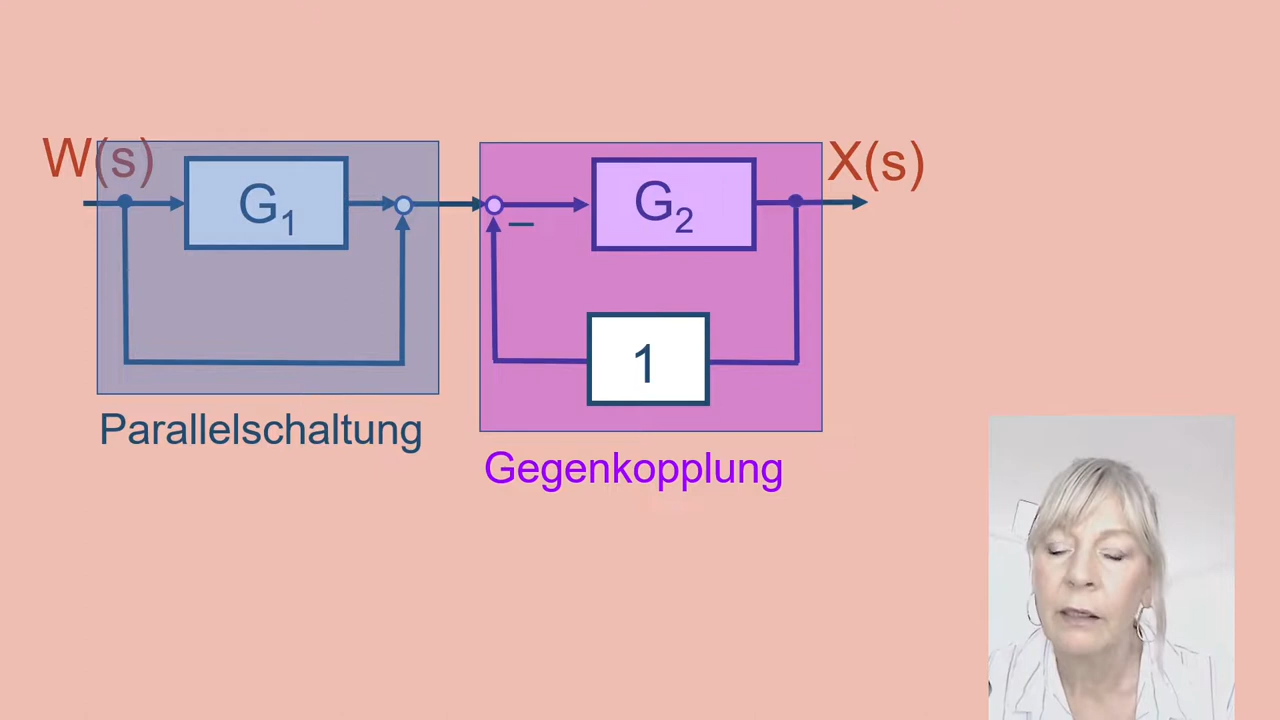 W(s)
G₁
–
G₂
X(s)
1
Parallelschaltung
Gegenkopplung